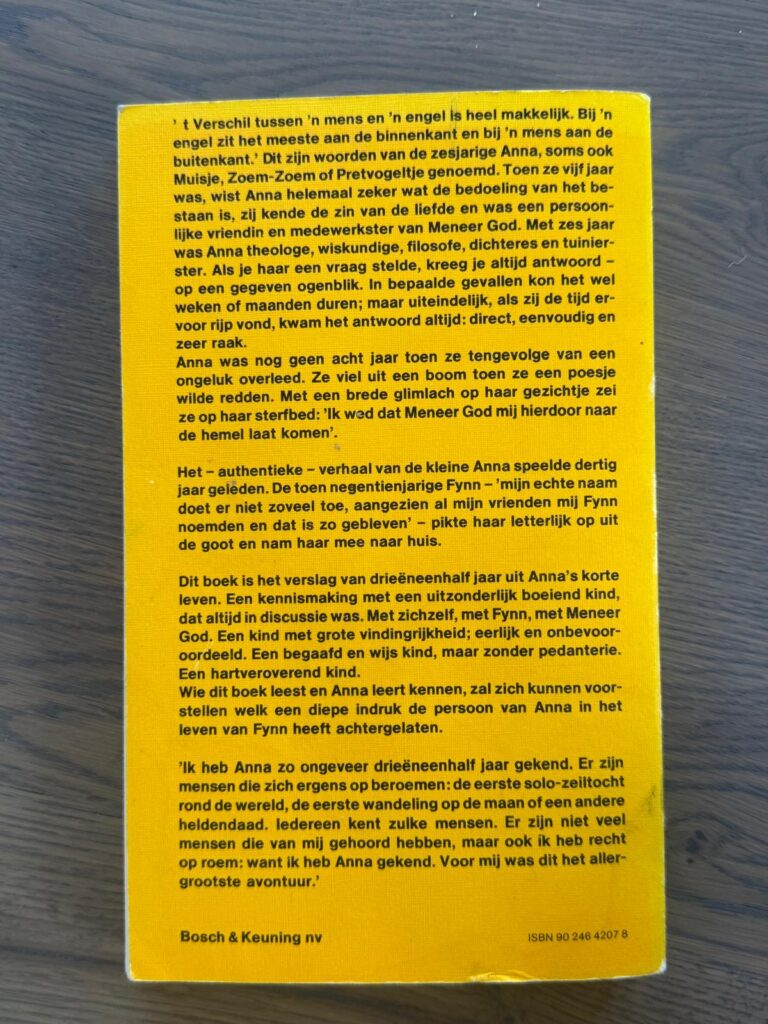 ' t Verschil tussen 'n mens en 'n engel is heel makkelijk. Bij 'n
engel zit het meeste aan de binnenkant en bij 'n mens aan de
buitenkant.' Dit zijn woorden van de zesjarige Anna, soms ook
Muisje, Zoem-Zoem of Pretvogeltje genoemd. Toen ze vijf jaar
was, wist Anna helemaal zeker wat de bedoeling van het be-
staan is, zij kende de zin van de liefde en was een persoon-
lijke vriendin en medewerkster van Meneer God. Met zes jaar
was Anna theologe, wiskundige, filosofe, dichteres en tuinier-
ster. Als je haar een vraag stelde, kreeg je altijd antwoord –
op een gegeven ogenblik. In bepaalde gevallen kon het wel
weken of maanden duren; maar uiteindelijk, als zij de tijd er-
voor rijp vond, kwam het antwoord altijd: direct, eenvoudig en
zeer raak.
Anna was nog geen acht jaar toen ze tengevolge van een
ongeluk overleed. Ze viel uit een boom toen ze een poesje
wilde redden. Met een brede glimlach op haar gezichtje zei
ze op haar sterfbed: 'Ik wed dat Meneer God mij hierdoor naar
de hemel laat komen'.

Het – authentieke – verhaal van de kleine Anna speelde dertig
jaar geleden. De toen negentienjarige Fynn – 'mijn echte naam
doet er niet zoveel toe, aangezien al mijn vrienden mij Fynn
noemden en dat is zo gebleven' – pikte haar letterlijk op uit
de goot en nam haar mee naar huis.

Dit boek is het verslag van drieëneenhalf jaar uit Anna's korte
leven. Een kennismaking met een uitzonderlijk boeiend kind,
dat altijd in discussie was. Met zichzelf, met Fynn, met Meneer
God. Een kind met grote vindingrijkheid; eerlijk en onbevoor-
oordeeld. Een begaafd en wijs kind, maar zonder pedanterie.
Een hartveroverend kind.
Wie dit boek leest en Anna leert kennen, zal zich kunnen voor-
stellen welk een diepe indruk de persoon van Anna in het
leven van Fynn heeft achtergelaten.

'Ik heb Anna zo ongeveer drieëneenhalf jaar gekend. Er zijn
mensen die zich ergens op beroemen: de eerste solo-zeiltocht
rond de wereld, de eerste wandeling op de maan of een andere
heldendaad. Iedereen kent zulke mensen. Er zijn niet veel
mensen die van mij gehoord hebben, maar ook ík heb recht
op roem: want ik heb Anna gekend. Voor mij was dit het aller-
grootste avontuur.'

Bosch & Keuning nv
ISBN 90 246 4207 8